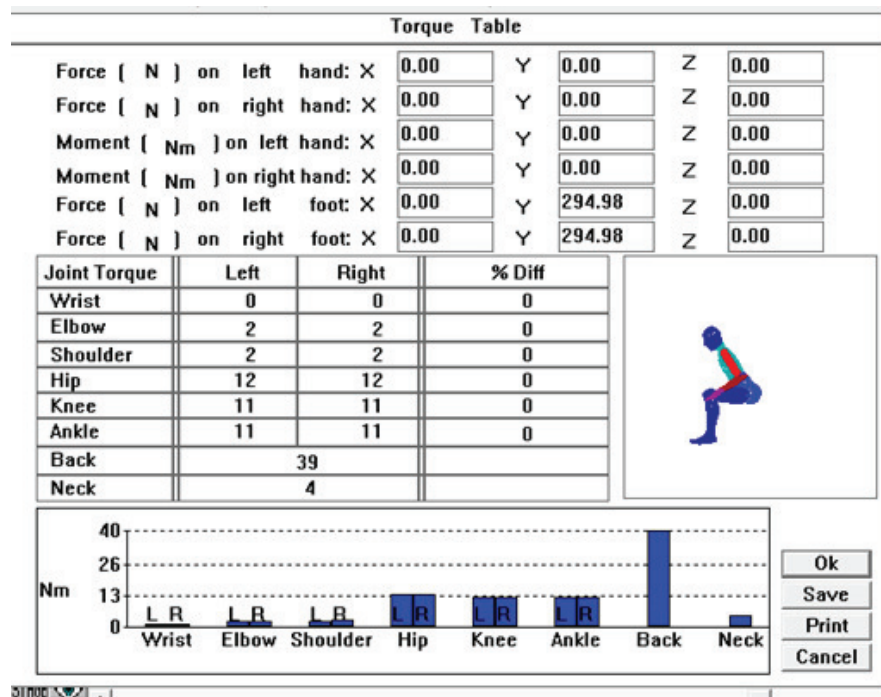 Torque Table
Force ( N ) on left hand: X 0.00 Y 0.00 Z 0.00
Force ( N ) on right hand: X 0.00 Y 0.00 Z 0.00
Moment ( Nm ) on left hand: X 0.00 Y 0.00 Z 0.00
Moment ( Nm ) on right hand: X 0.00 Y 0.00 Z 0.00
Force ( N ) on left foot: X 0.00 Y 294.98 Z 0.00
Force ( N ) on right foot: X 0.00 Y 294.98 Z 0.00
Joint Torque Left Right % Diff
Wrist 0 0 0
Elbow 2 2 0
Shoulder 2 2 0
Hip 12 12 0
Knee 11 11 0
Ankle 11 11 0
Back 39
Neck 4
40
26
Nm 13
0
L R L R L R L R L R L R
Wrist Elbow Shoulder Hip Knee Ankle Back Neck
Ok
Save
Print
Cancel